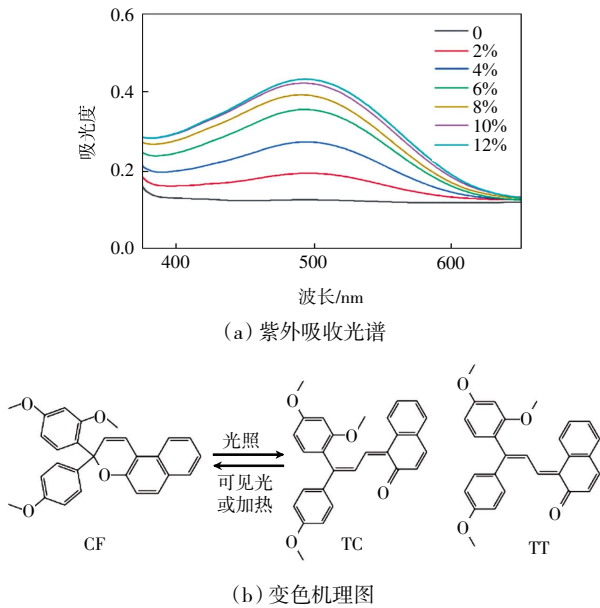 0.6
0.4
0.2
0.0
吸光度
0
2%
4%
6%
8%
10%
12%
400
500
600
波长/nm
(a) 紫外吸收光谱
O
O
O
O
CF
光照
可见光
或加热
O
O
O
O
TC
O
O
O
O
TT
(b) 变色机理图